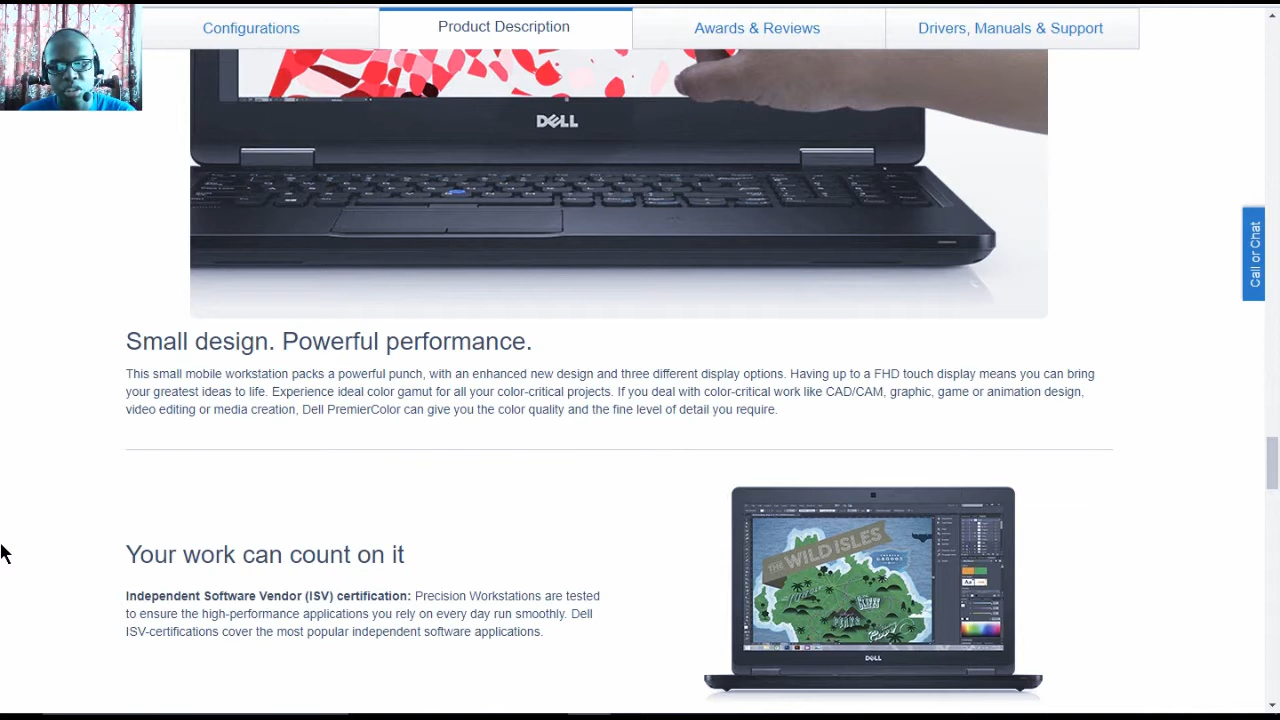 Configurations
Product Description
Awards & Reviews
Drivers, Manuals & Support
DELL
Call or Chat
Small design. Powerful performance.
This small mobile workstation packs a powerful punch, with an enhanced new design and three different display options. Having up to a FHD touch display means you can bring
your greatest ideas to life. Experience ideal color gamut for all your color-critical projects. If you deal with color-critical work like CAD/CAM, graphic, game or animation design,
video editing or media creation, Dell PremierColor can give you the color quality and the fine level of detail you require.
Your work can count on it
Independent Software Vendor (ISV) certification: Precision Workstations are tested
to ensure the high-performance applications you rely on every day run smoothly. Dell
ISV-certifications cover the most popular independent software applications.
THE WILD ISLES
DELL